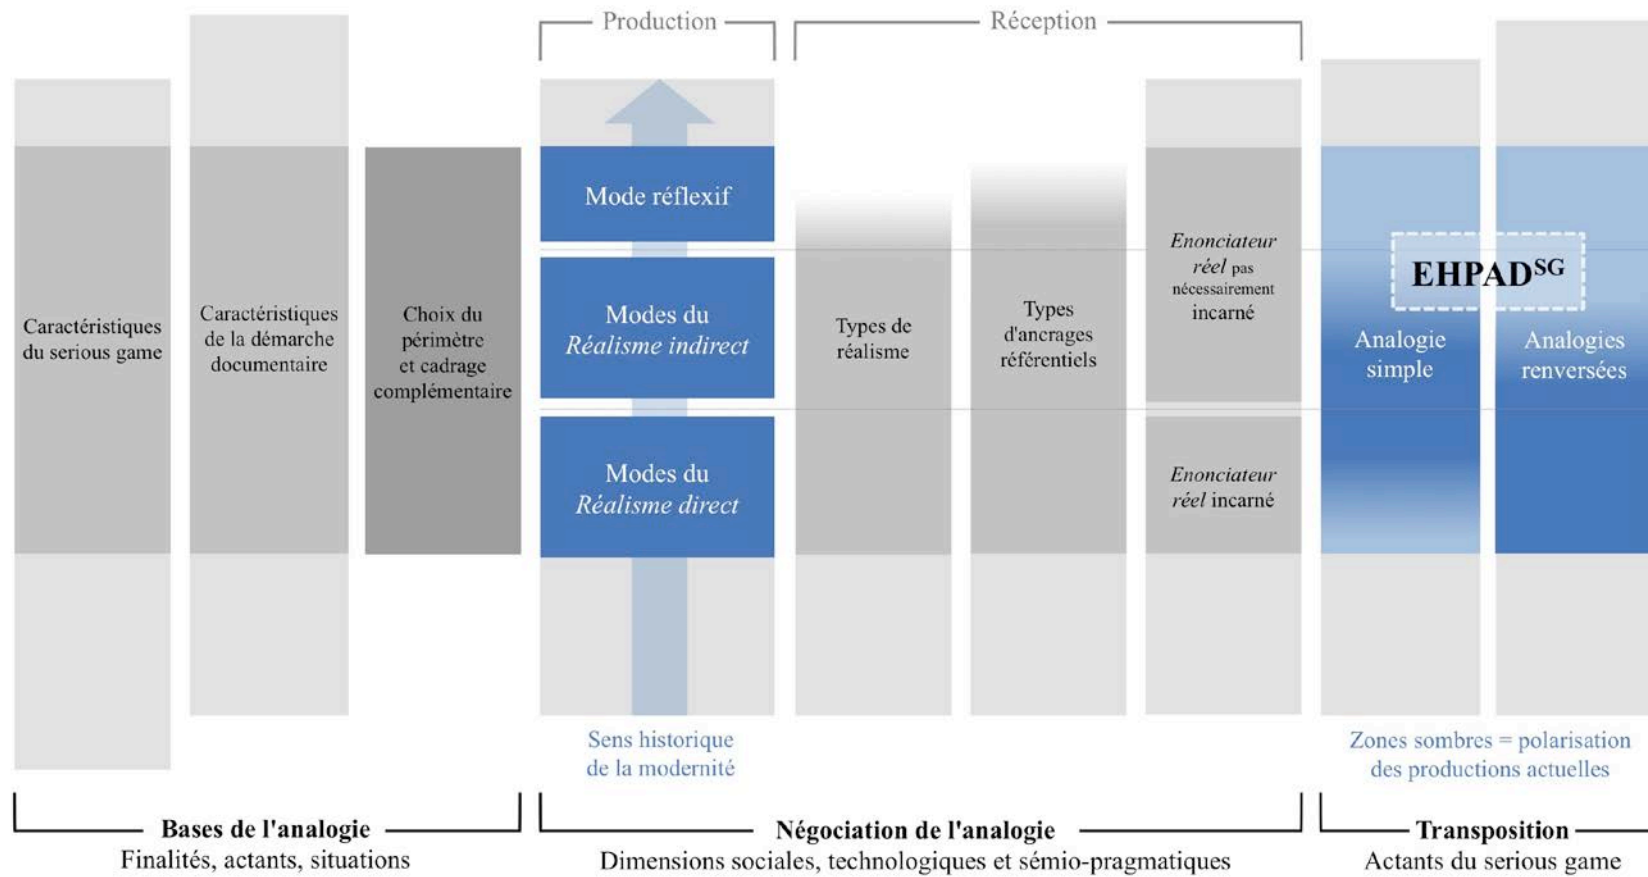 Production
Réception
Caractéristiques
du serious game
Caractéristiques
de la démarche
documentaire
Choix du
périmètre
et cadrage
complémentaire
Mode réflexif
Modes du
Réalisme indirect
Modes du
Réalisme direct
Types de
réalisme
Types
d'ancrages
référentiels
Enonciateur
réel pas
nécessairement
incarné
Enonciateur
réel incarné
EHPADSG
Analogie
simple
Analogies
renversées
Sens historique
de la modernité
Zones sombres = polarisation
des productions actuelles
Bases de l'analogie
Finalités, actants, situations
Négociation de l'analogie
Dimensions sociales, technologiques et sémio-pragmatiques
Transposition
Actants du serious game